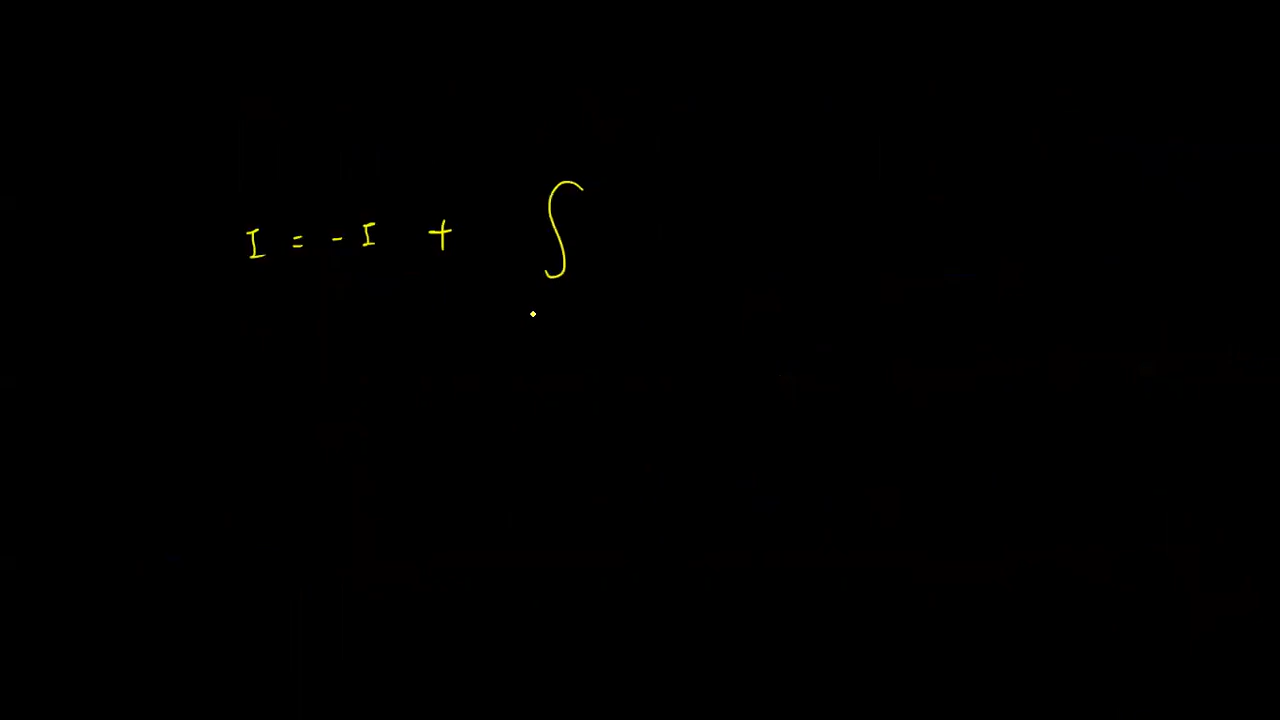 I = - I + ∫